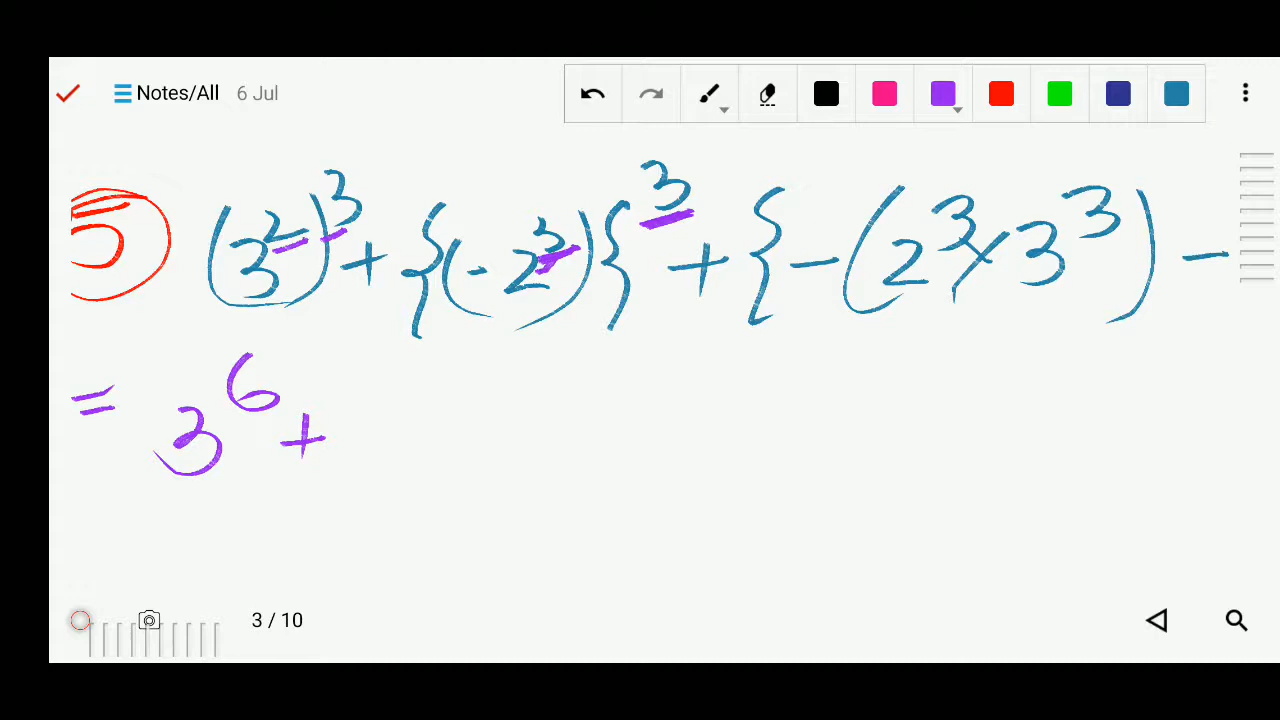 Notes/All 6 Jul
5 (3²)³ + {(-2³)}³ + {-(2³ × 3³) -
= 3⁶ +
3 / 10